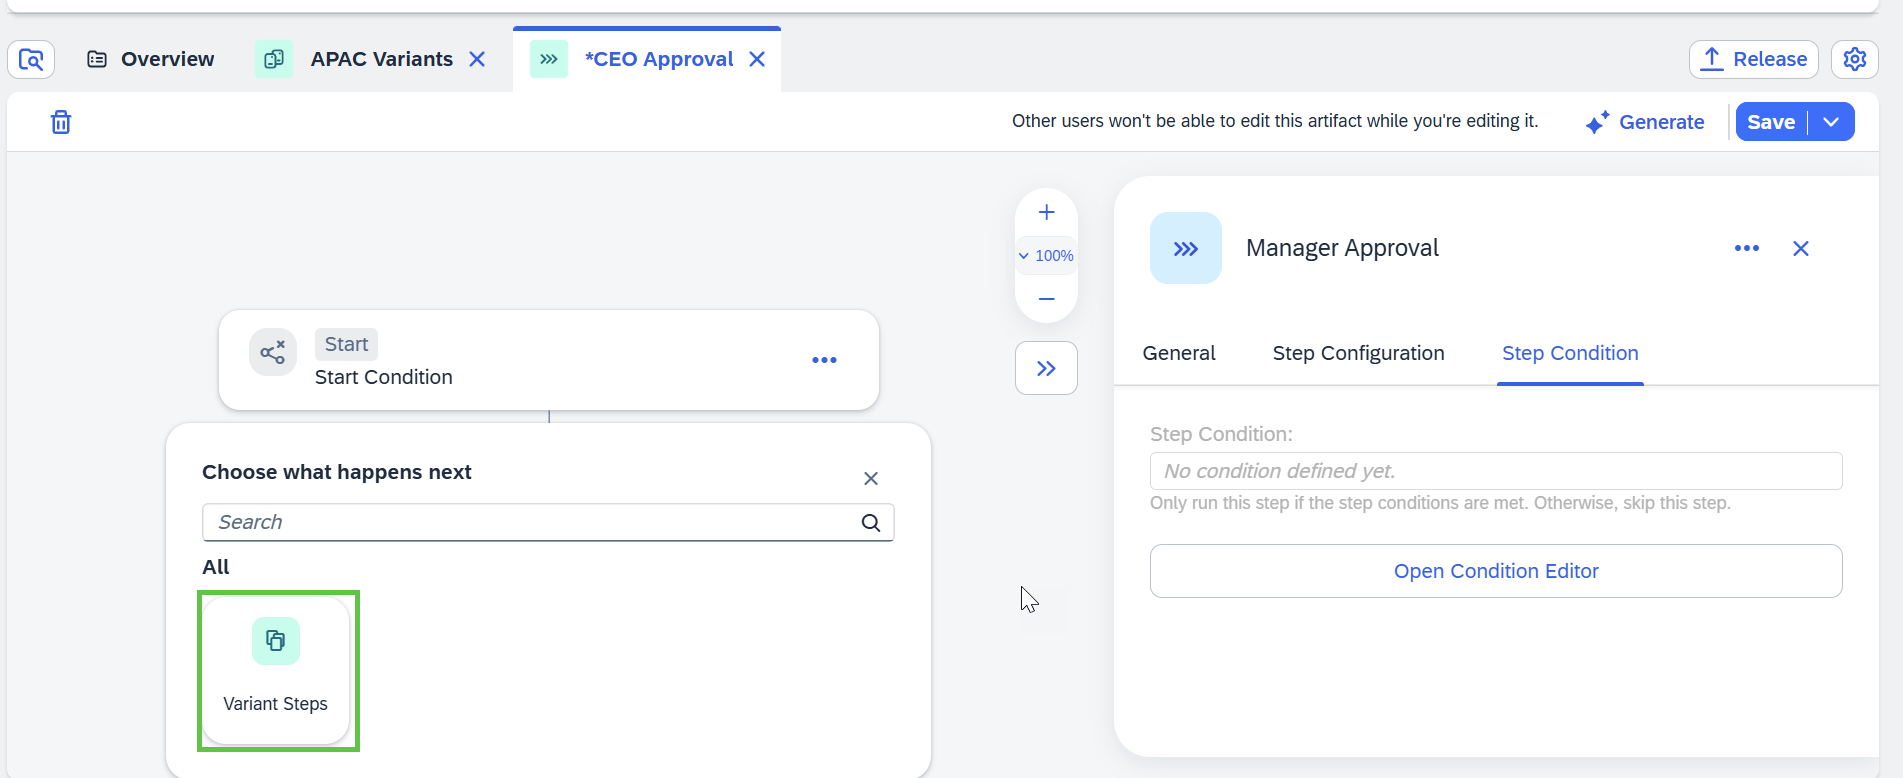 Overview
APAC Variants
*CEO Approval
Release
Other users won't be able to edit this artifact while you're editing it.
Generate
Save
100%
Start
Start Condition
Choose what happens next
Search
All
Variant Steps
Manager Approval
General
Step Configuration
Step Condition
Step Condition:
No condition defined yet.
Only run this step if the step conditions are met. Otherwise, skip this step.
Open Condition Editor